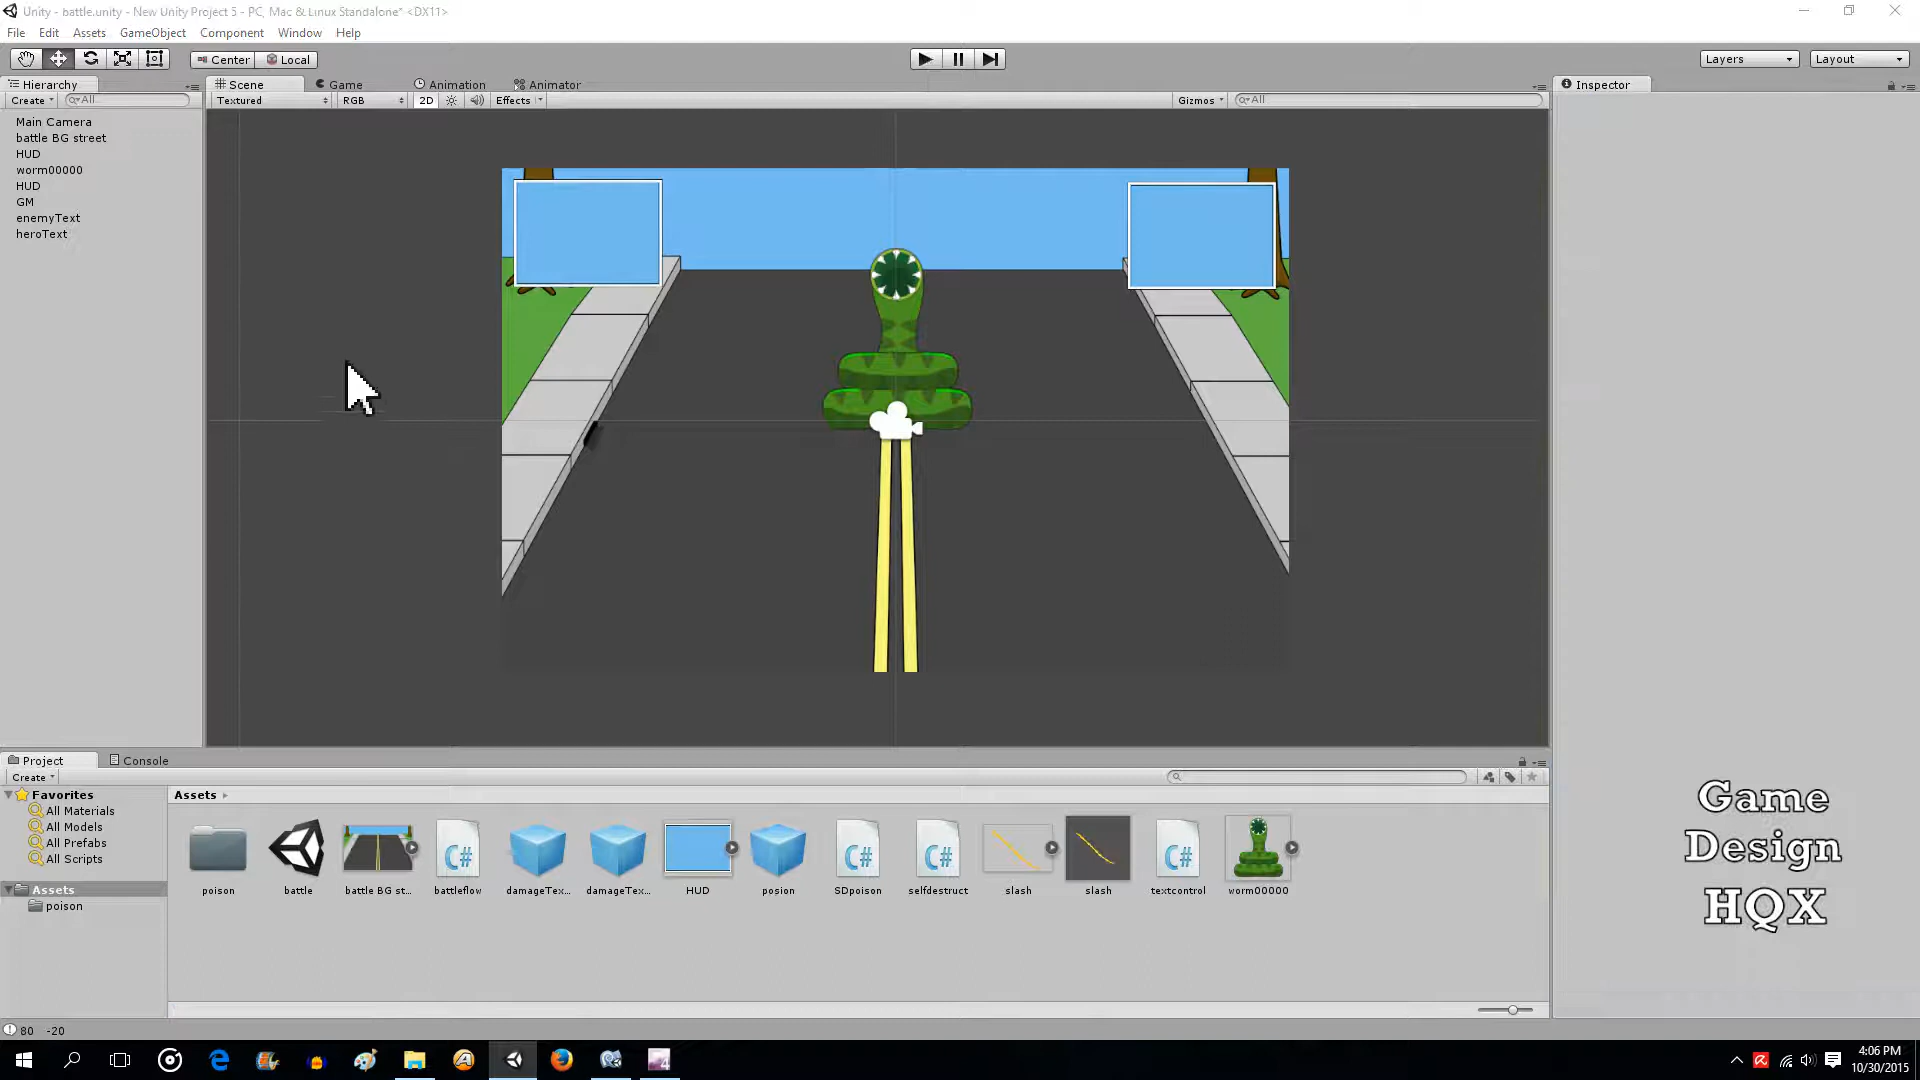 Unity - battle.unity - New Unity Project 5 - PC, Mac & Linux Standalone* <DX11>
File Edit Assets GameObject Component Window Help
Center Local Layers Layout
Hierarchy Scene Game Animation Animator Inspector
Create All Textured RGB 2D Effects Gizmos All
Main Camera
battle BG street
HUD
worm00000
HUD
GM
enemyText
heroText
Project Console
Create
Favorites
All Materials
All Models
All Prefabs
All Scripts
Assets
poison
Assets
poison battle battle BG st... battleflow damageTex... damageTex... HUD posion SDpoison selfdestruct slash slash textcontrol worm00000
Game
Design
HQX
80 -20
4:06 PM
10/30/2015